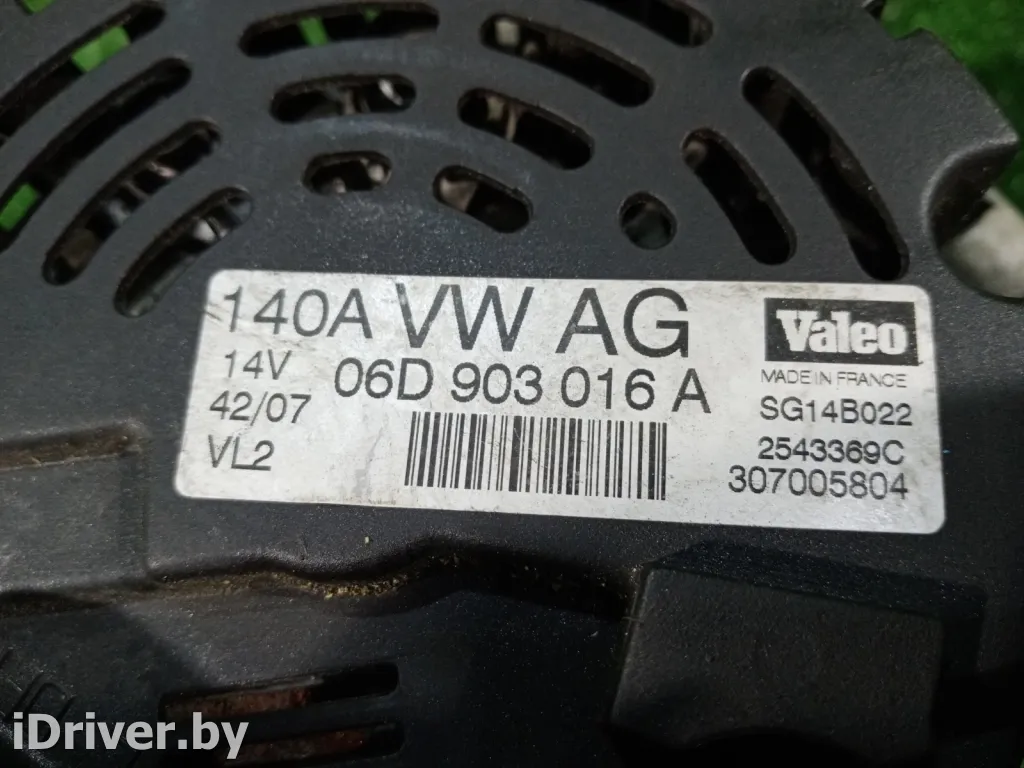 140A VW AG
14V
06D 903 016 A
42/07
VL2
Valeo
MADE IN FRANCE
SG14B022
2543369C
307005804
iDriver.by